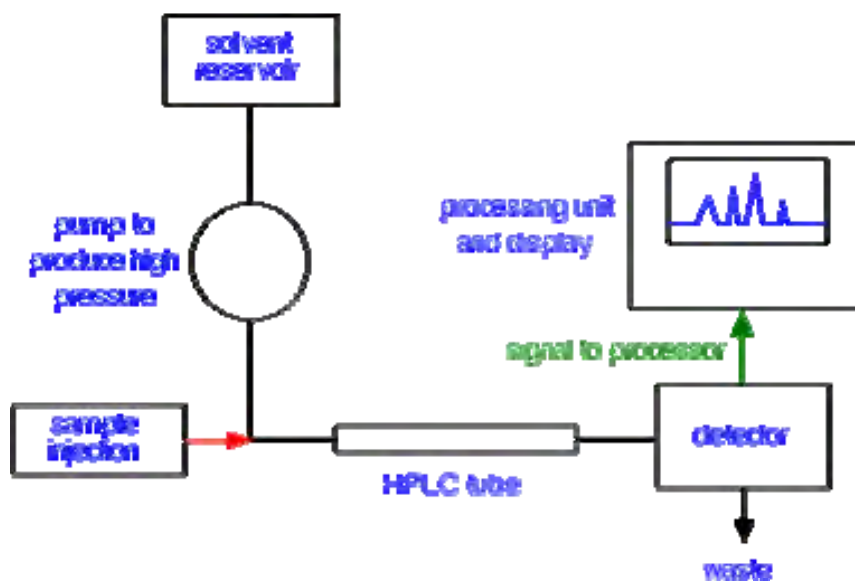 solvent
reservoir
pump to
produce high
pressure
processing unit
and display
signal to processor
sample
injection
HPLC tube
detector
waste